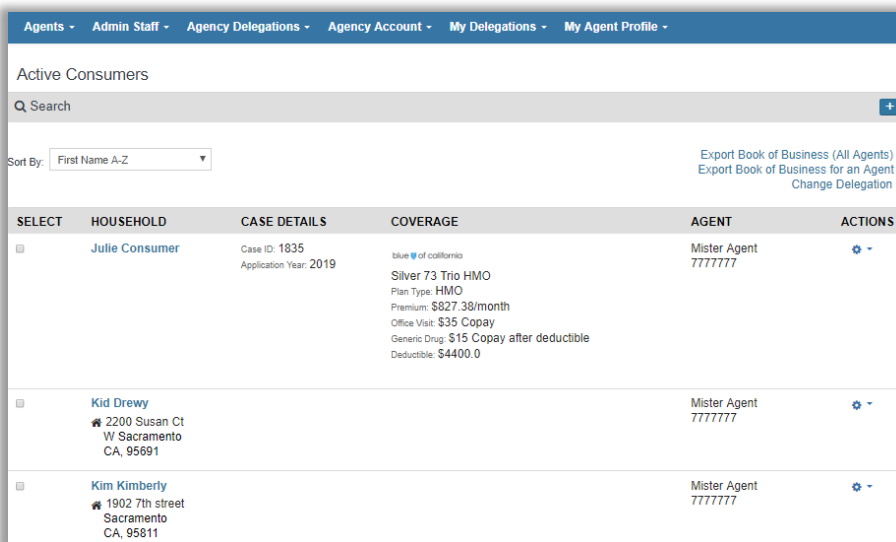 Agents Admin Staff Agency Delegations Agency Account My Delegations My Agent Profile
Active Consumers
Search
+
Sort By: First Name A-Z
Export Book of Business (All Agents)
Export Book of Business for an Agent
Change Delegation
SELECT HOUSEHOLD CASE DETAILS COVERAGE AGENT ACTIONS
Julie Consumer
Case ID: 1835
Application Year: 2019
blue of california
Silver 73 Trio HMO
Plan Type: HMO
Premium: $827.38/month
Office Visit: $35 Copay
Generic Drug: $15 Copay after deductible
Deductible: $4400.0
Mister Agent
7777777
Kid Drewy
2200 Susan Ct
W Sacramento
CA, 95691
Mister Agent
7777777
Kim Kimberly
1902 7th street
Sacramento
CA, 95811
Mister Agent
7777777